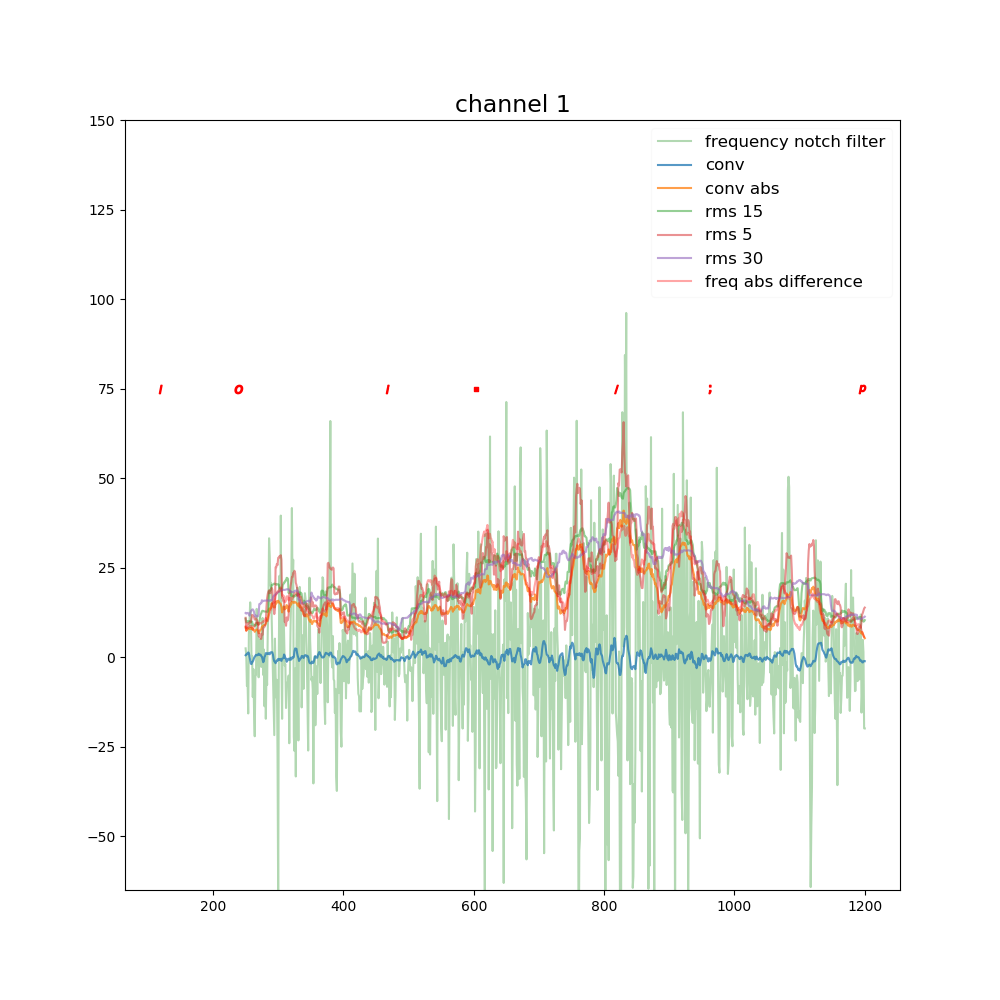 channel 1
150
125
100
75
50
25
0
−25
−50
frequency notch filter
conv
conv abs
rms 15
rms 5
rms 30
freq abs difference
l o l . / ; p
200 400 600 800 1000 1200